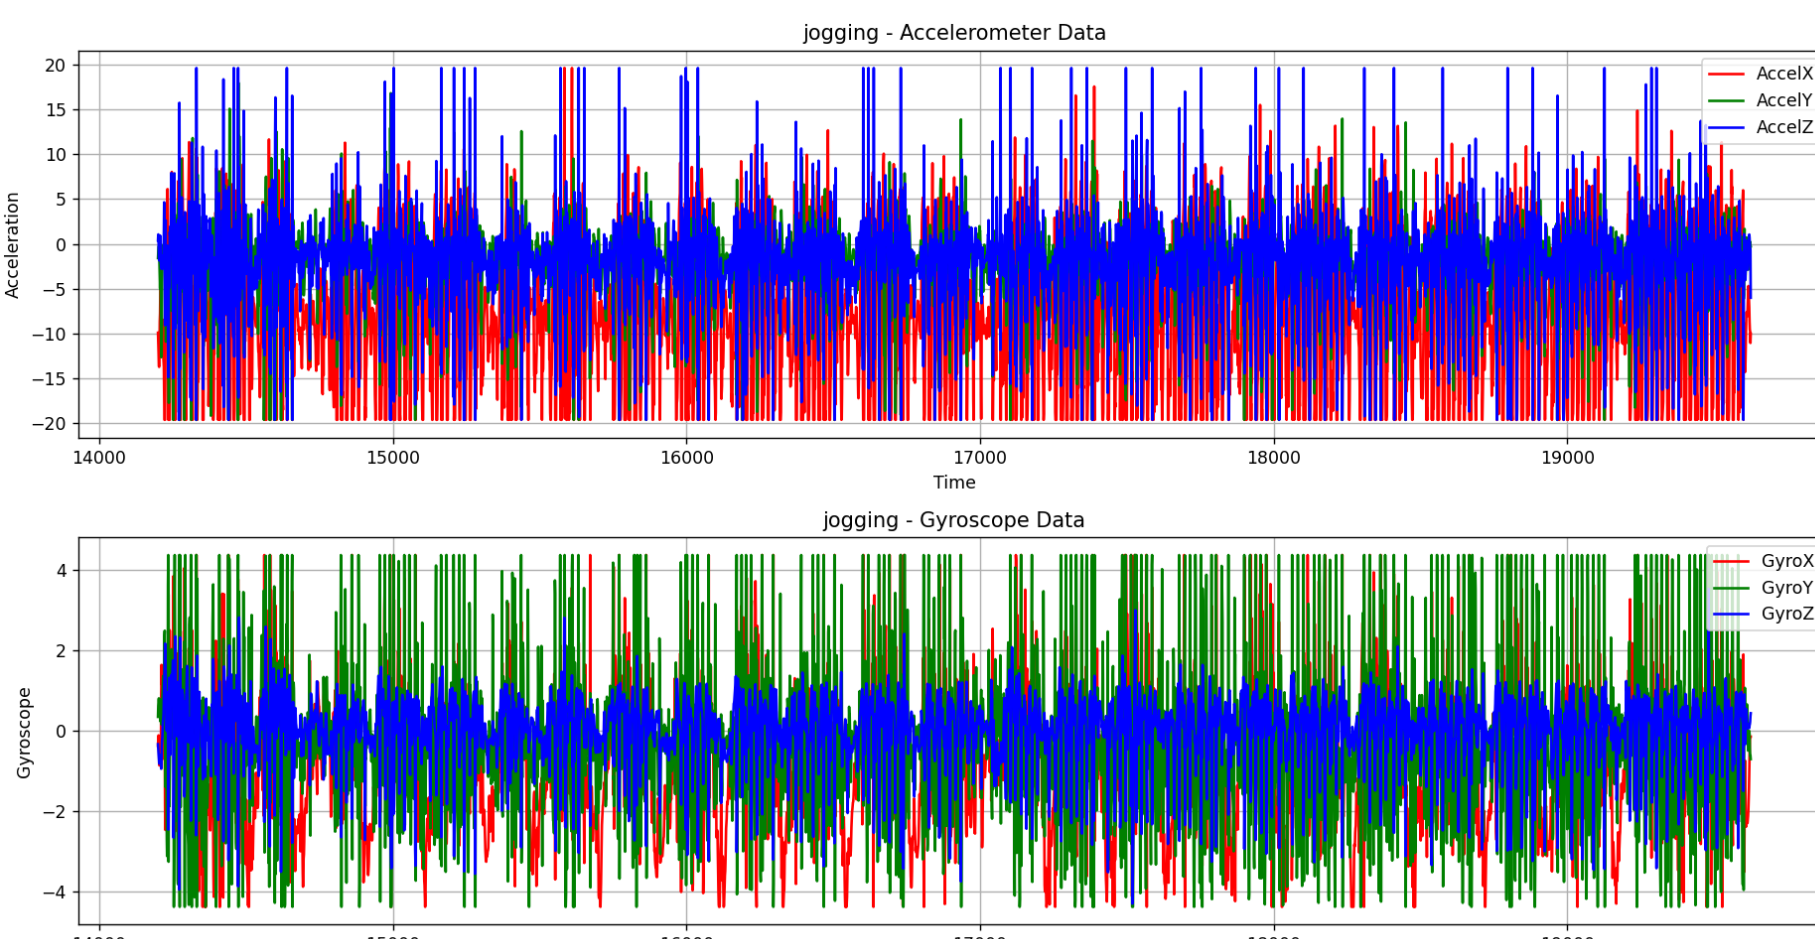 jogging - Accelerometer Data
20
15
10
5
0
−5
−10
−15
−20
Acceleration
AccelX
AccelY
AccelZ
14000 15000 16000 17000 18000 19000
Time
jogging - Gyroscope Data
4
2
0
−2
−4
Gyroscope
GyroX
GyroY
GyroZ